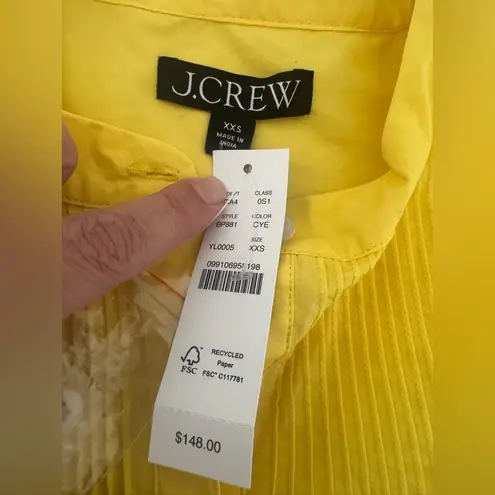 J.CREW
XXS
MADE IN
INDIA
CLASS
0S1
STYLE COLOR
BP881 CYE
SIZE
YL0005 XXS
RECYCLED
Paper
FSC
FSC® C117781
$148.00